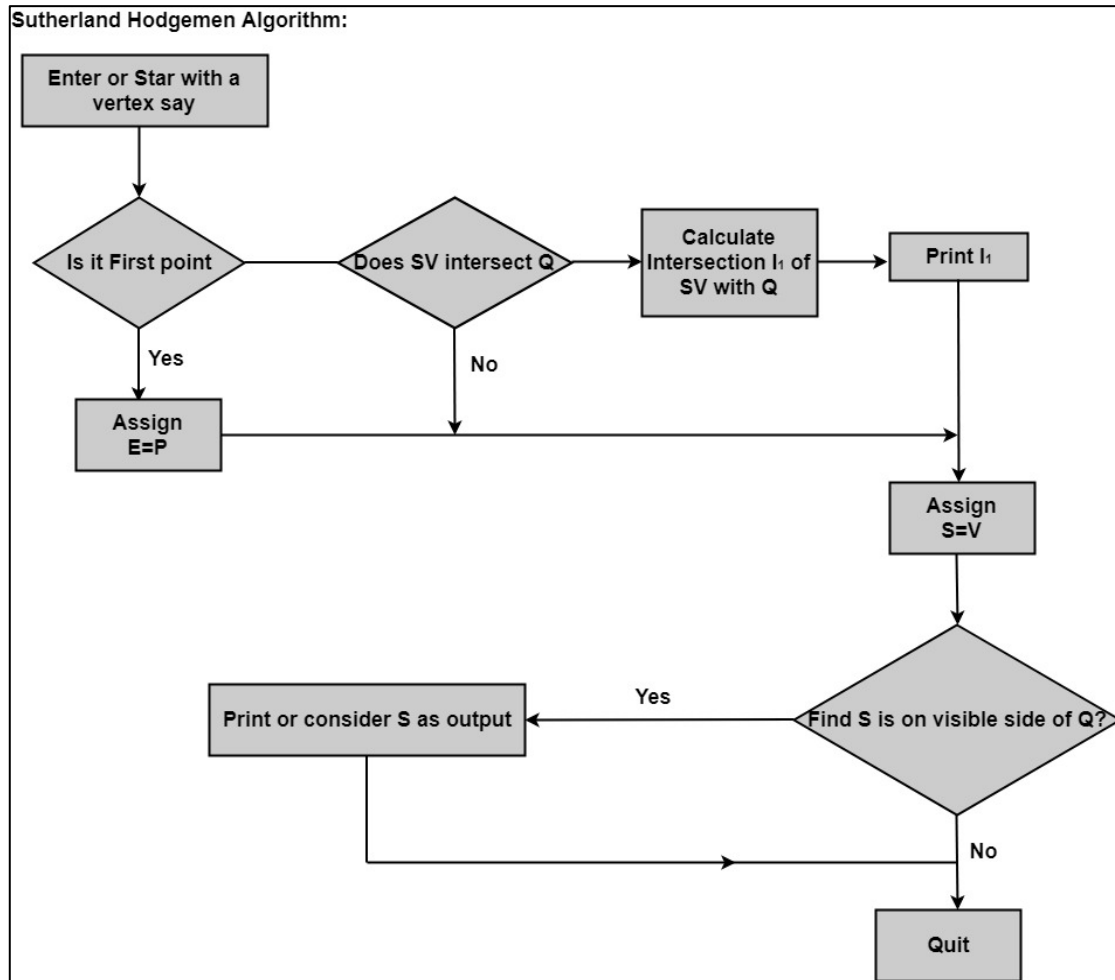 Sutherland Hodgemen Algorithm:
Enter or Star with a
vertex say
Is it First point
Does SV intersect Q
Calculate
Intersection I₁ of
SV with Q
Print I₁
Yes
No
Assign
E=P
Assign
S=V
Find S is on visible side of Q?
Yes
Print or consider S as output
No
Quit